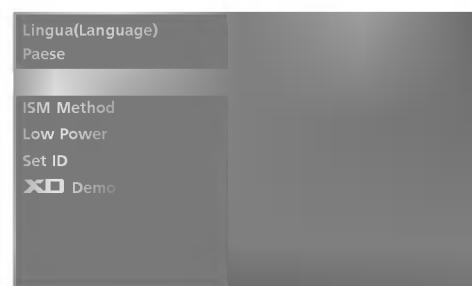 Lingua(Language)
Paese
ISM Method
Low Power
Set ID
XD Demo